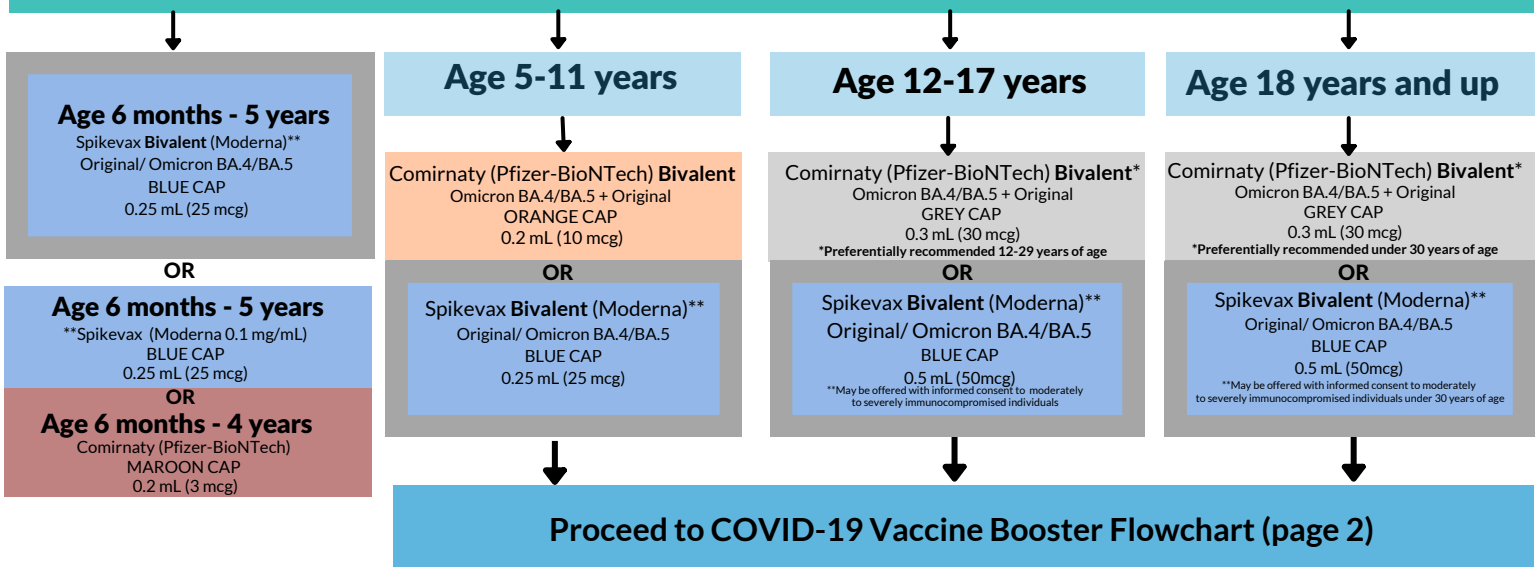 Age 6 months - 5 years
Spikevax Bivalent (Moderna)**
Original/ Omicron BA.4/BA.5
BLUE CAP
0.25 mL (25 mcg)
OR
Age 6 months - 5 years
**Spikevax (Moderna 0.1 mg/mL)
BLUE CAP
0.25 mL (25 mcg)
OR
Age 6 months - 4 years
Comirnaty (Pfizer-BioNTech)
MAROON CAP
0.2 mL (3 mcg)
Age 5-11 years
Comirnaty (Pfizer-BioNTech) Bivalent
Omicron BA.4/BA.5 + Original
ORANGE CAP
0.2 mL (10 mcg)
OR
Spikevax Bivalent (Moderna)**
Original/ Omicron BA.4/BA.5
BLUE CAP
0.25 mL (25 mcg)
Age 12-17 years
Comirnaty (Pfizer-BioNTech) Bivalent*
Omicron BA.4/BA.5 + Original
GREY CAP
0.3 mL (30 mcg)
*Preferentially recommended 12-29 years of age
OR
Spikevax Bivalent (Moderna)**
Original/ Omicron BA.4/BA.5
BLUE CAP
0.5 mL (50mcg)
**May be offered with informed consent to moderately
to severely immunocompromised individuals
Age 18 years and up
Comirnaty (Pfizer-BioNTech) Bivalent*
Omicron BA.4/BA.5 + Original
GREY CAP
0.3 mL (30 mcg)
*Preferentially recommended under 30 years of age
OR
Spikevax Bivalent (Moderna)**
Original/ Omicron BA.4/BA.5
BLUE CAP
0.5 mL (50mcg)
**May be offered with informed consent to moderately
to severely immunocompromised individuals under 30 years of age
Proceed to COVID-19 Vaccine Booster Flowchart (page 2)